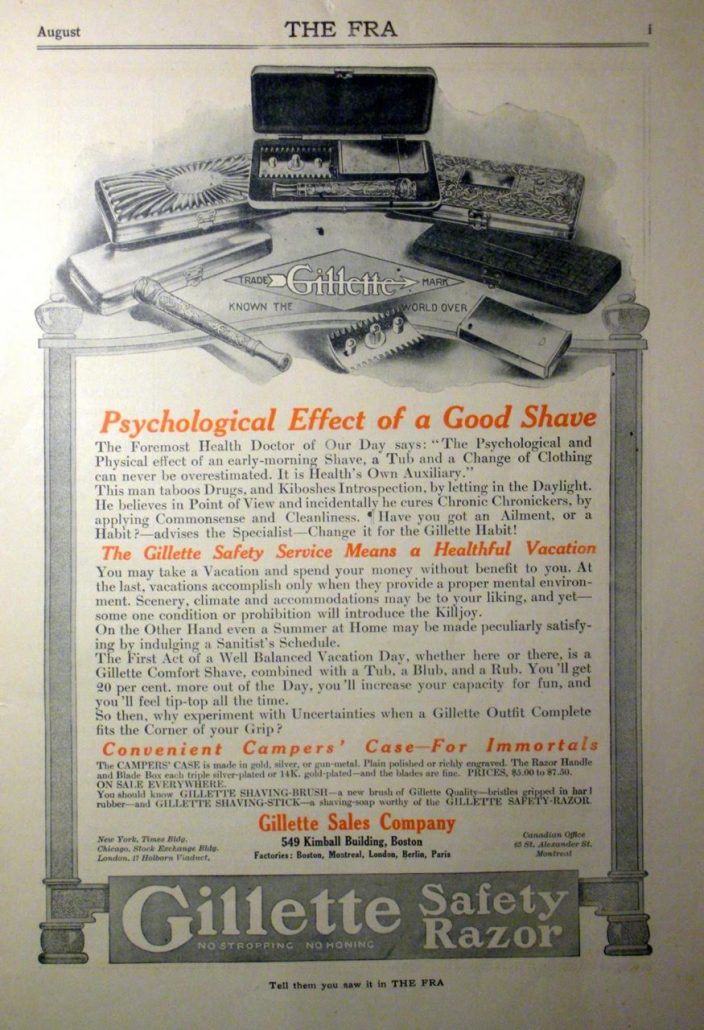 August THE FRA i
TRADE Gillette MARK
KNOWN THE WORLD OVER
Psychological Effect of a Good Shave
The Foremost Health Doctor of Our Day says: "The Psychological and
Physical effect of an early-morning Shave, a Tub and a Change of Clothing
can never be overestimated. It is Health's Own Auxiliary."
This man taboos Drugs, and Kiboshes Introspection, by letting in the Daylight.
He believes in Point of View and incidentally he cures Chronic Chronickers, by
applying Commonsense and Cleanliness. ¶ Have you got an Ailment, or a
Habit?—advises the Specialist—Change it for the Gillette Habit!
The Gillette Safety Service Means a Healthful Vacation
You may take a Vacation and spend your money without benefit to you. At
the last, vacations accomplish only when they provide a proper mental environ-
ment. Scenery, climate and accommodations may be to your liking, and yet—
some one condition or prohibition will introduce the Killjoy.
On the Other Hand even a Summer at Home may be made peculiarly satisfy-
ing by indulging a Sanitist's Schedule.
The First Act of a Well Balanced Vacation Day, whether here or there, is a
Gillette Comfort Shave, combined with a Tub, a Blub, and a Rub. You'll get
20 per cent. more out of the Day, you'll increase your capacity for fun, and
you'll feel tip-top all the time.
So then, why experiment with Uncertainties when a Gillette Outfit Complete
fits the Corner of your Grip?
Convenient Campers' Case—For Immortals
The CAMPERS' CASE is made in gold, silver, or gun-metal. Plain polished or richly engraved. The Razor Handle
and Blade Box each triple silver-plated or 14K. gold-plated—and the blades are fine. PRICES, $5.00 to $7.50.
ON SALE EVERYWHERE.
You should know GILLETTE SHAVING-BRUSH—a new brush of Gillette Quality—bristles gripped in hard
rubber—and GILLETTE SHAVING-STICK—a shaving-soap worthy of the GILLETTE SAFETY-RAZOR.
Gillette Sales Company
549 Kimball Building, Boston
Factories: Boston, Montreal, London, Berlin, Paris
New York, Times Bldg.
Chicago, Stock Exchange Bldg.
London, 17 Holborn Viaduct.
Canadian Office
63 St. Alexander St.
Montreal
Gillette Safety Razor
NO STROPPING NO HONING
Tell them you saw it in THE FRA